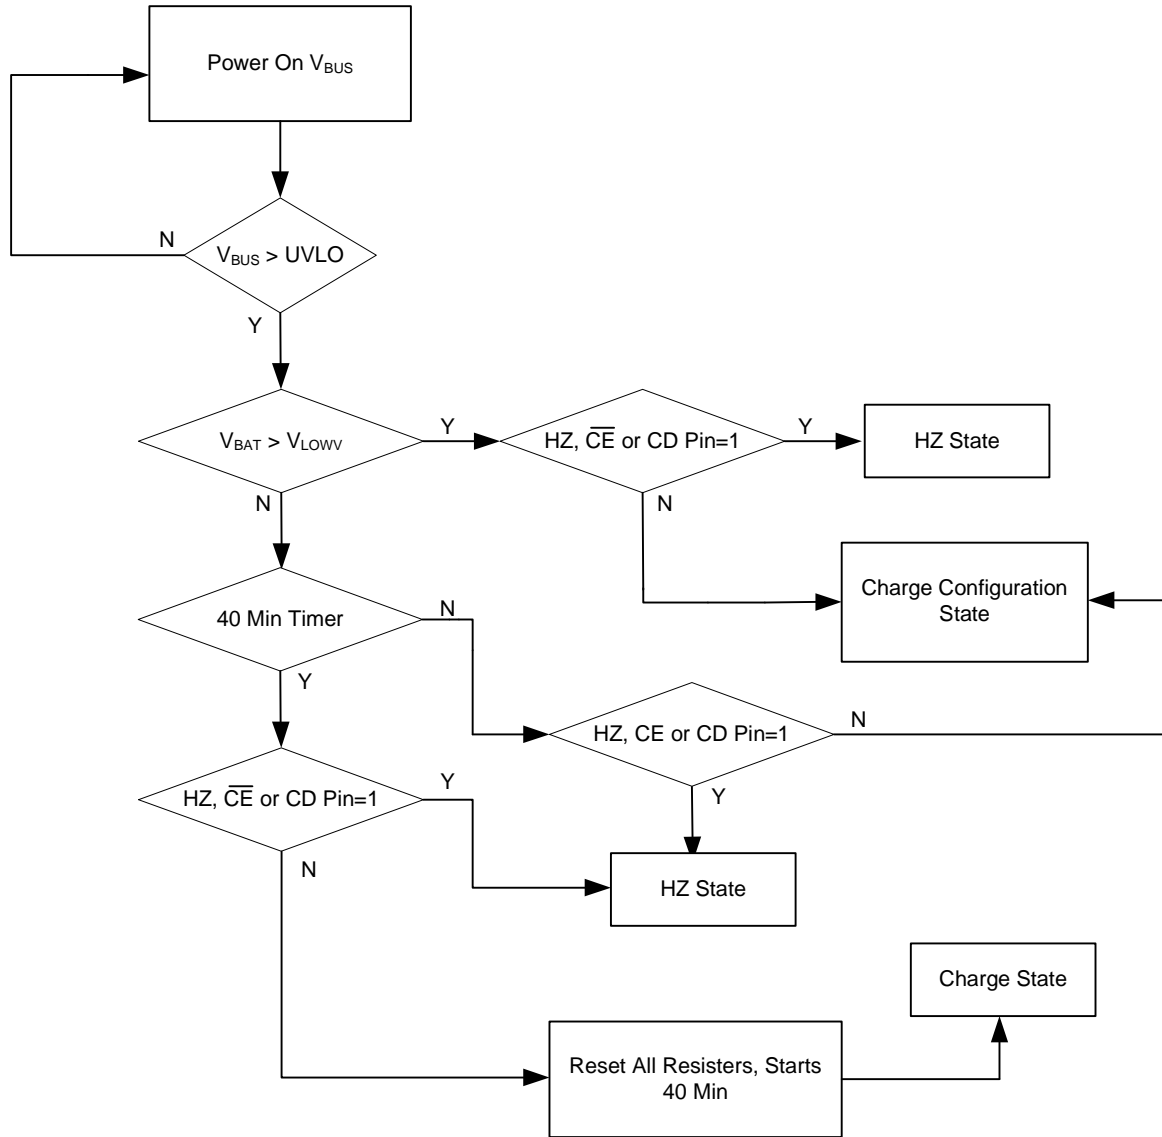 Power On VBUS
N
VBUS > UVLO
Y
VBAT > VLOWV
Y
HZ, C̅E̅ or CD Pin=1
Y
HZ State
N
N
Charge Configuration
State
40 Min Timer
N
Y
HZ, CE or CD Pin=1
N
HZ, C̅E̅ or CD Pin=1
Y
Y
N
HZ State
Charge State
Reset All Resisters, Starts
40 Min